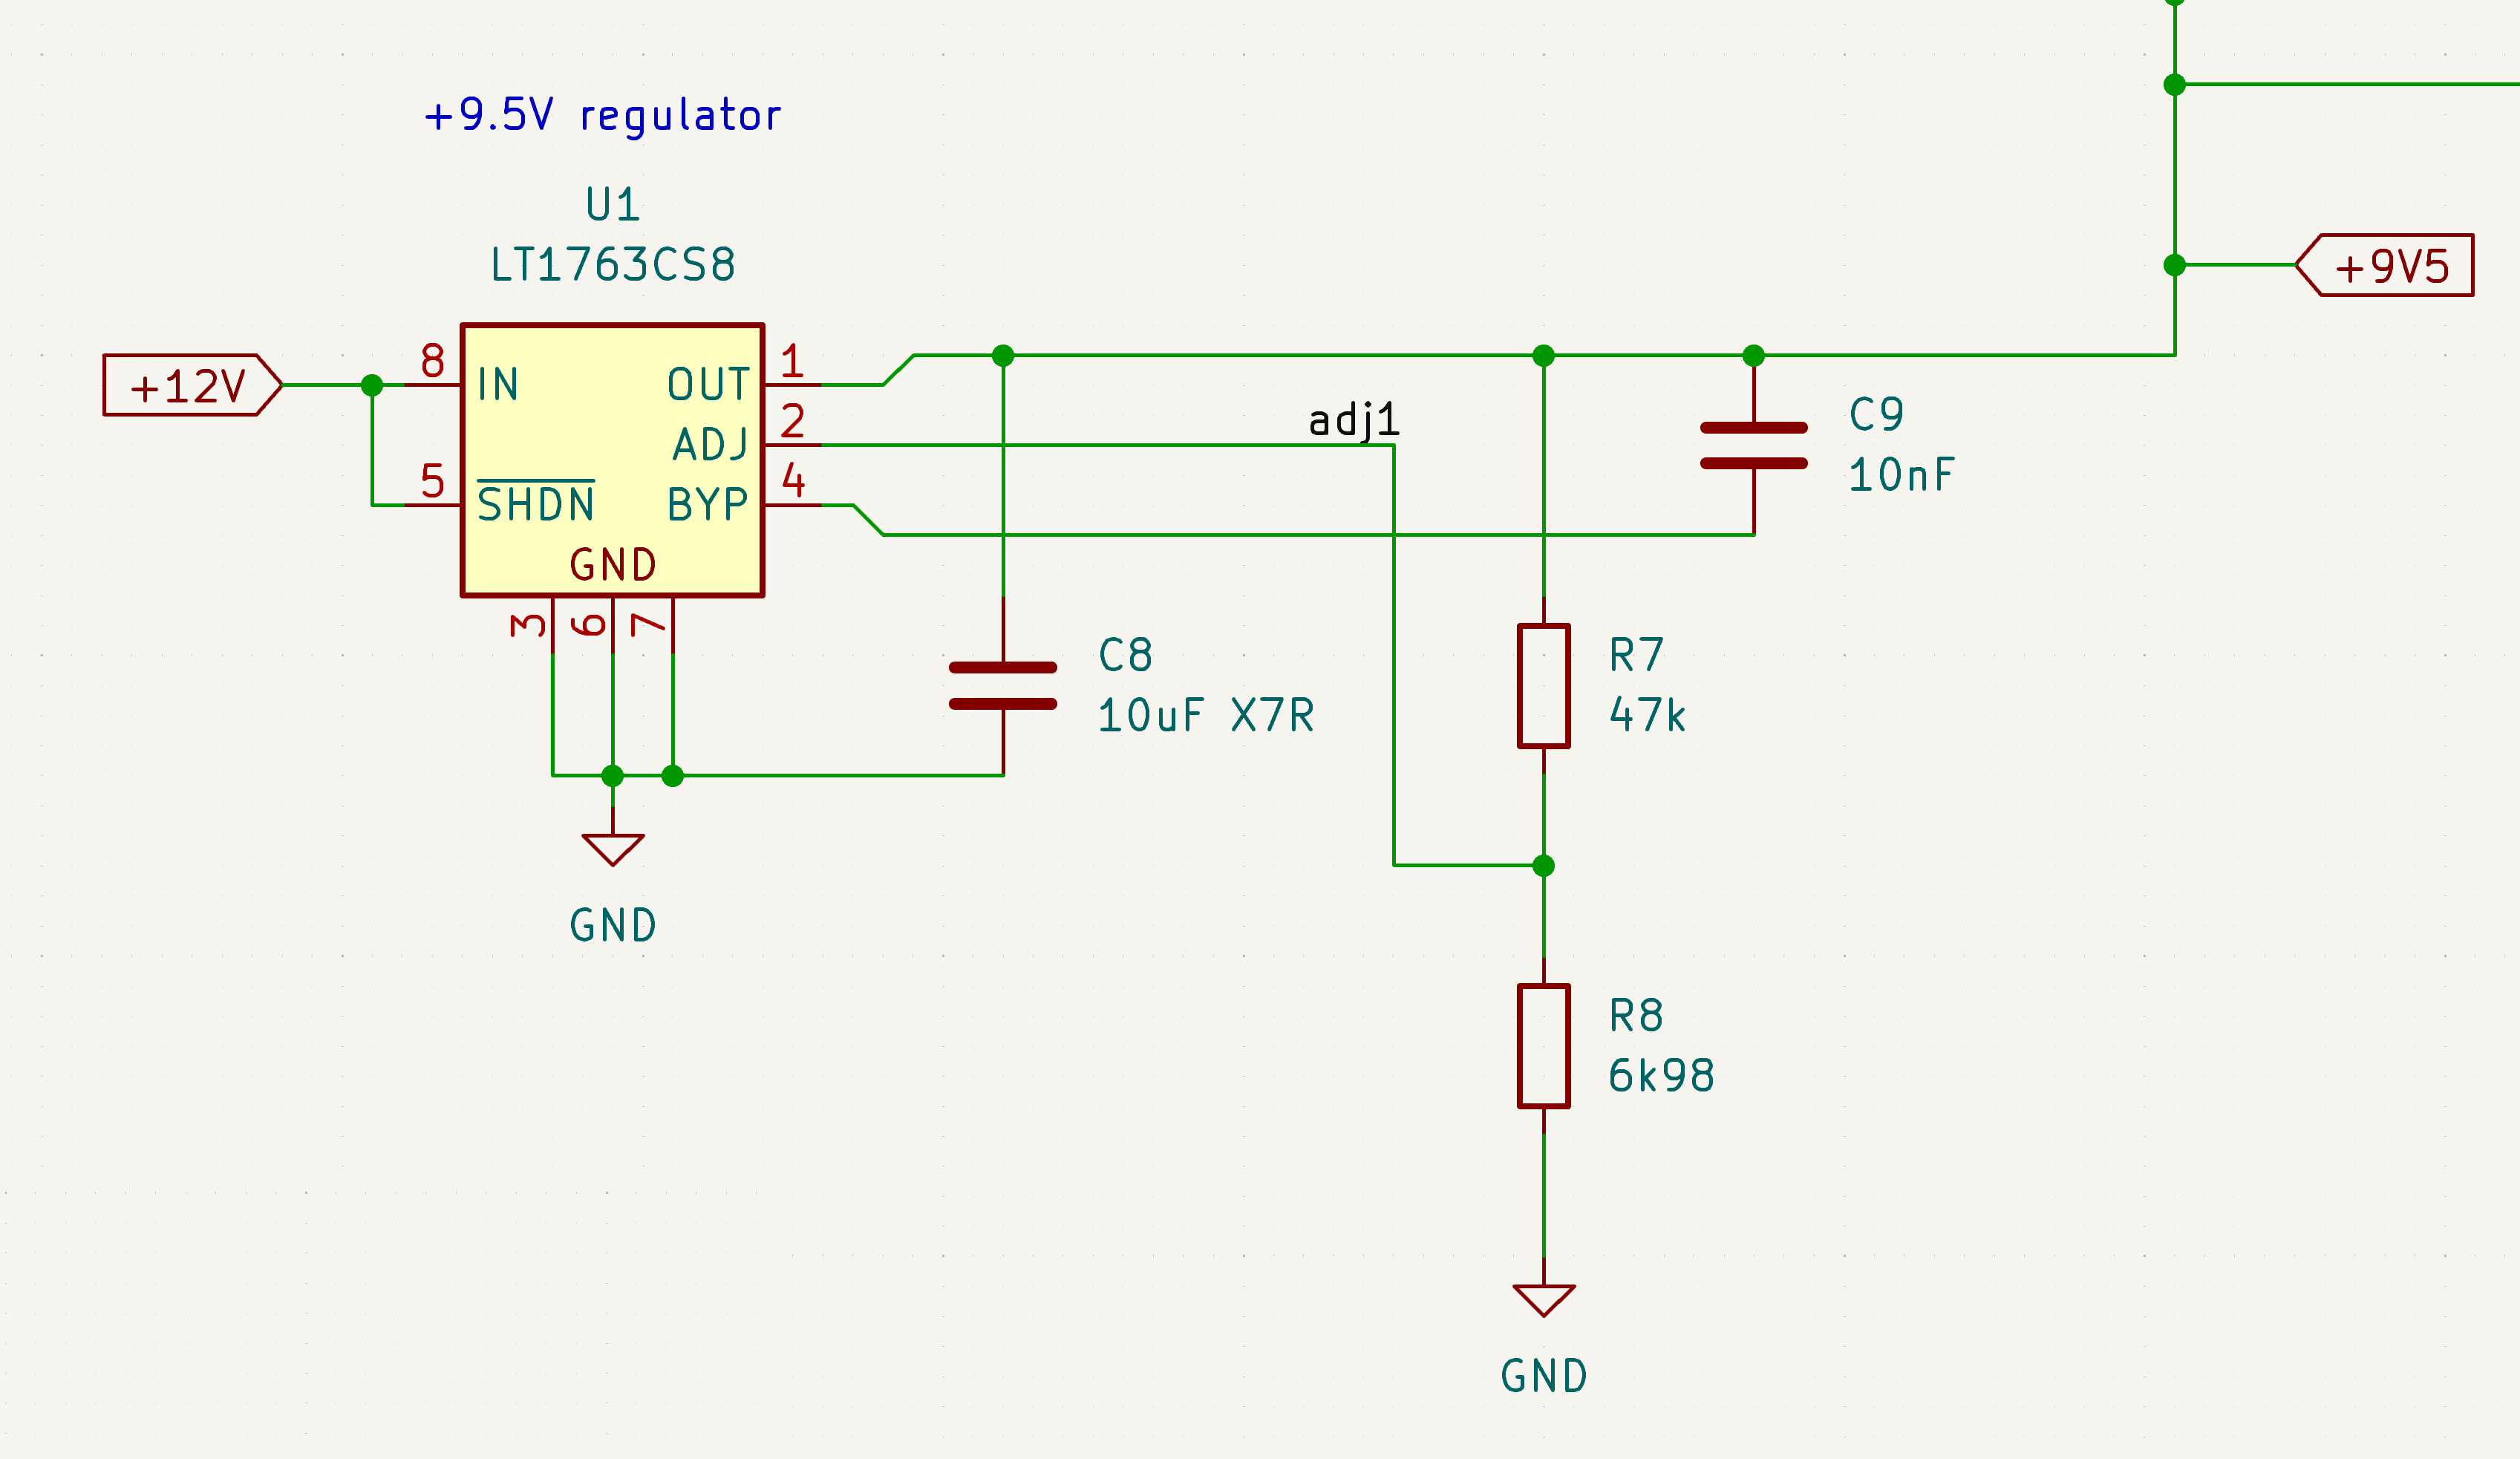 +9.5V regulator
U1
LT1763CS8
+9V5
+12V
8
IN
OUT
1
adj1
2
ADJ
5
SHDN
BYP
4
C9
10nF
GND
3
6
7
C8
10uF X7R
R7
47k
GND
R8
6k98
GND